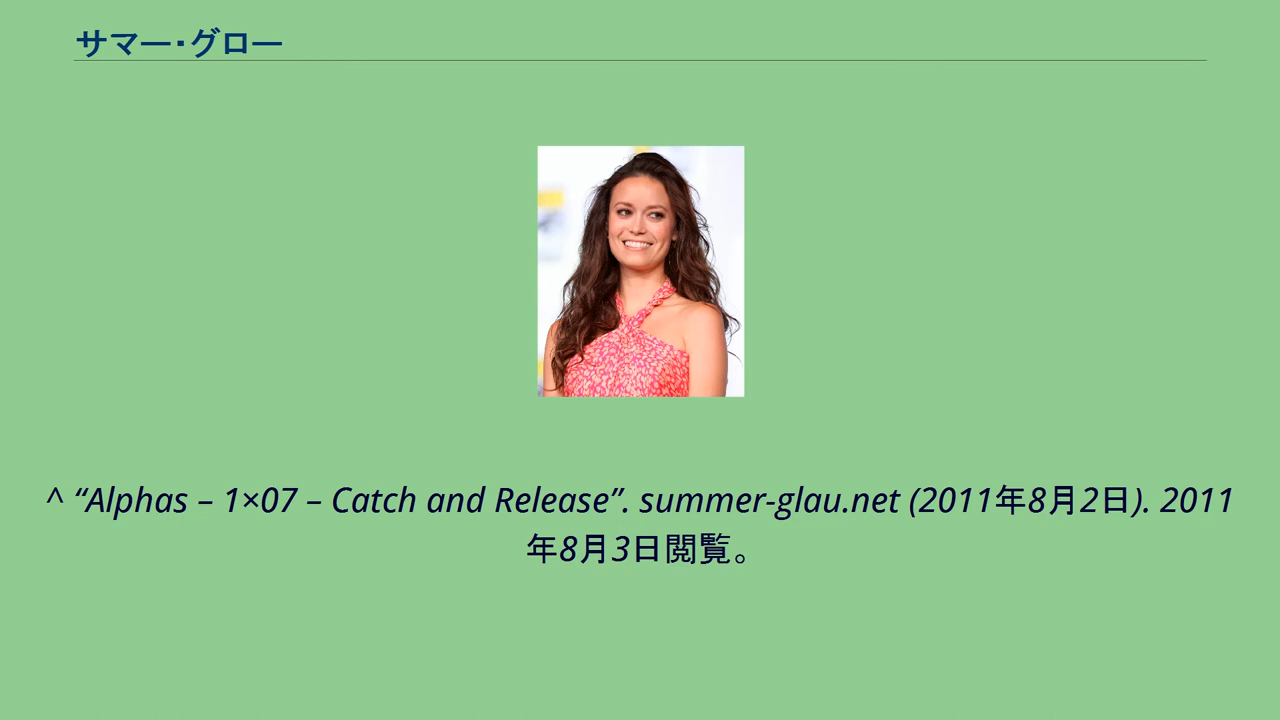 サマー・グロー
^ “Alphas – 1×07 – Catch and Release”. summer-glau.net (2011年8月2日). 2011
年8月3日閲覧。